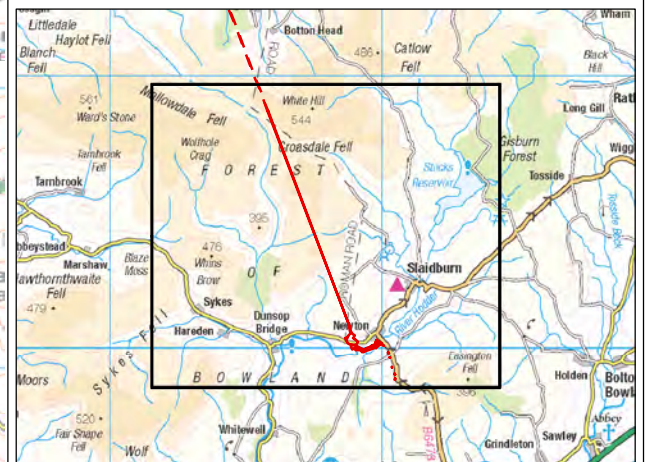 Wham
Littledale
Haylot Fell
Botton Head
ROAD
486
Catlow
Fell
Blanch
Fell
Black
Hill
561
Ward's Stone
Mallowdale Fell
White Hill
544
Long Gill
Rat
Wolfhole
Crag
Croasdale Fell
Gisburn
Forest
Wigg
Tarnbrook
Fell
FOREST
Stocks
Reservoir
Tosside
Tarnbrook
395
Tosside Beck
bbeystead
Marshaw
Blaze
Moss
476
Whins
Brow
OF
ROMAN ROAD
Slaidburn
awthornthwaite
Fell
479
Sykes
Dunsop
Bridge
Newton
River Hodder
Hareden
Sykes Fell
Easington
Fell
396
Holden
Bolto
Bowl
Moors
BOWLAND
520
Fair Snape
Fell
Wolf
Whitewell
B6478
Grindleton
Sawley
Abbey